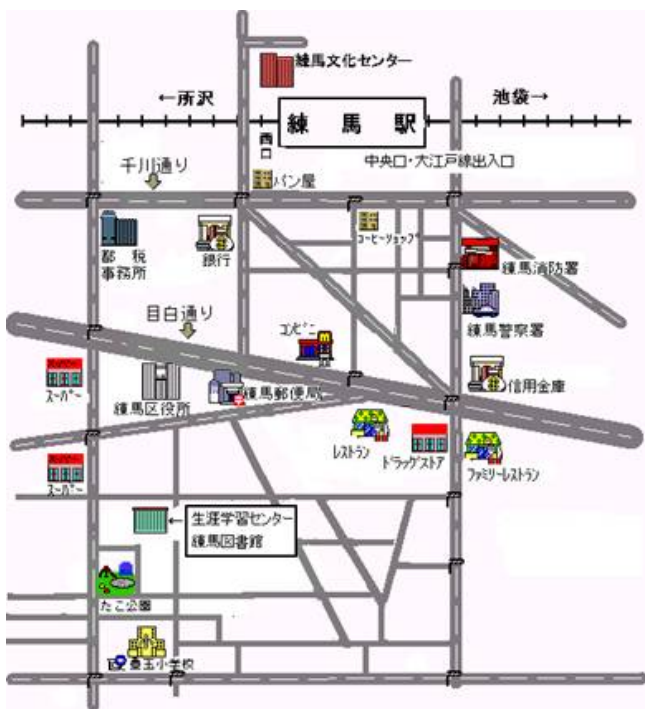 練馬文化センター
←所沢
池袋→
練馬駅
西口
中央口・大江戸線出入口
千川通り
パン屋
コーヒーショップ
都税
事務所
銀行
練馬消防署
目白通り
コンビニ
練馬警察署
スーパー
練馬区役所
練馬郵便局
信用金庫
レストラン
ドラッグストア
ファミリーレストラン
スーパー
←
生涯学習センター
練馬図書館
たこ公園
豊玉小学校